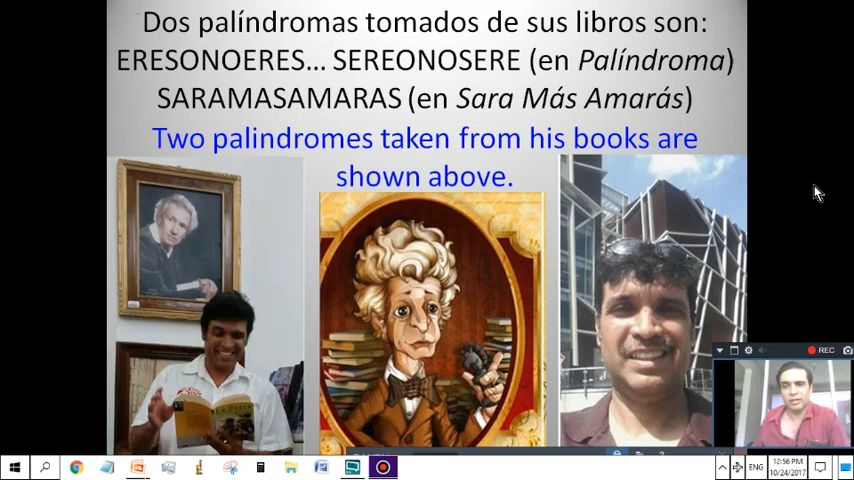 Dos palíndromas tomados de sus libros son:
ERESONOERES... SEREONOSERE (en Palíndroma)
SARAMASAMARAS (en Sara Más Amarás)
Two palindromes taken from his books are
shown above.
REC
ENG
12:56 PM
10/24/2017